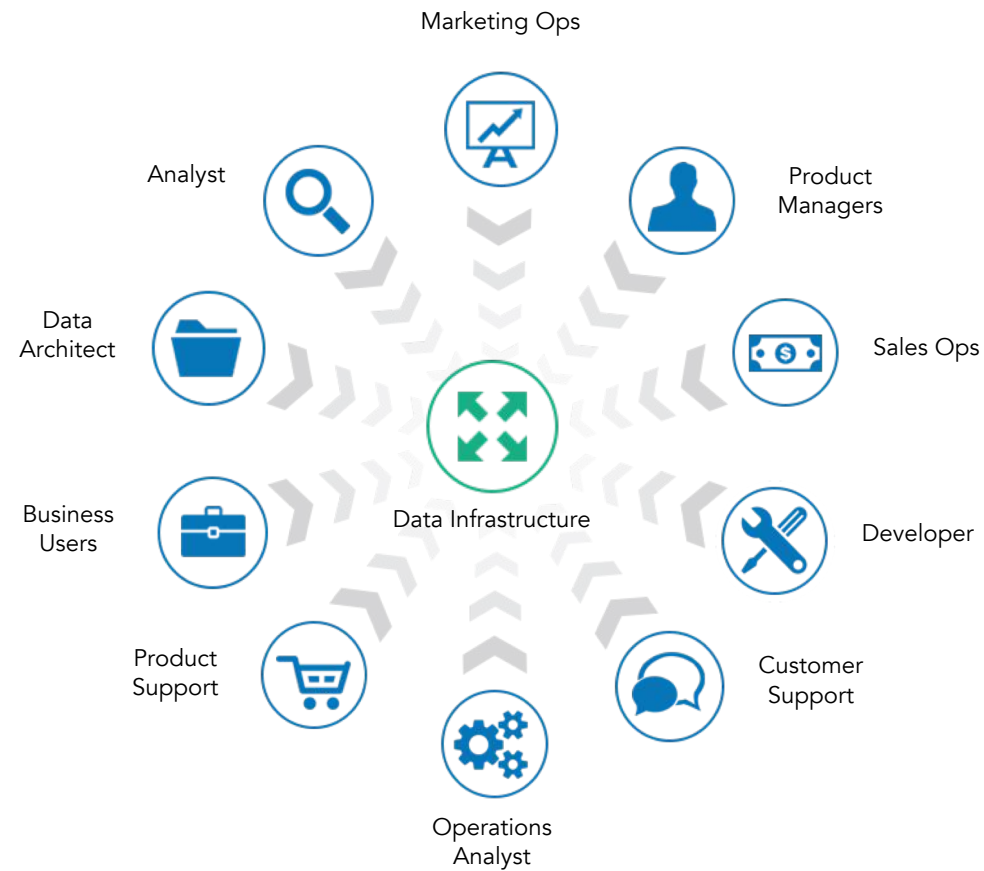 Marketing Ops
Analyst
Product
Managers
Data
Architect
Sales Ops
Data Infrastructure
Business
Users
Developer
Product
Support
Customer
Support
Operations
Analyst